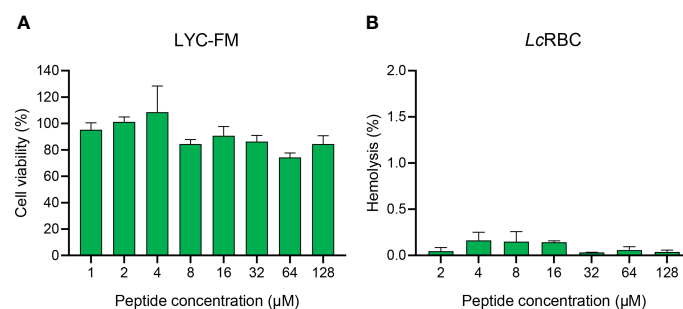 A
LYC-FM
Cell viability (%)
140
120
100
80
60
40
20
0
1 2 4 8 16 32 64 128
Peptide concentration (μM)
B
LcRBC
Hemolysis (%)
2.0
1.5
1.0
0.5
0.0
2 4 8 16 32 64 128
Peptide concentration (μM)